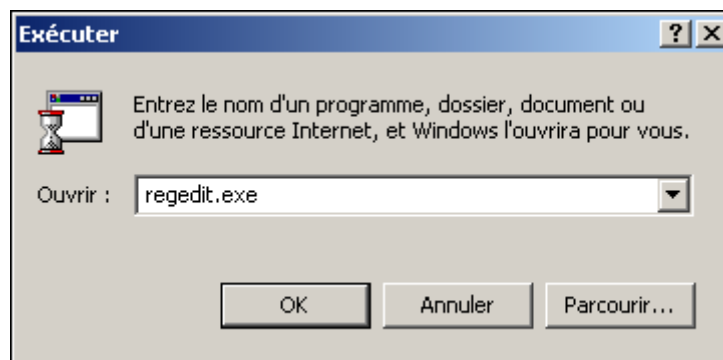 Exécuter
Entrez le nom d'un programme, dossier, document ou
d'une ressource Internet, et Windows l'ouvrira pour vous.
Ouvrir : regedit.exe
OK Annuler Parcourir...